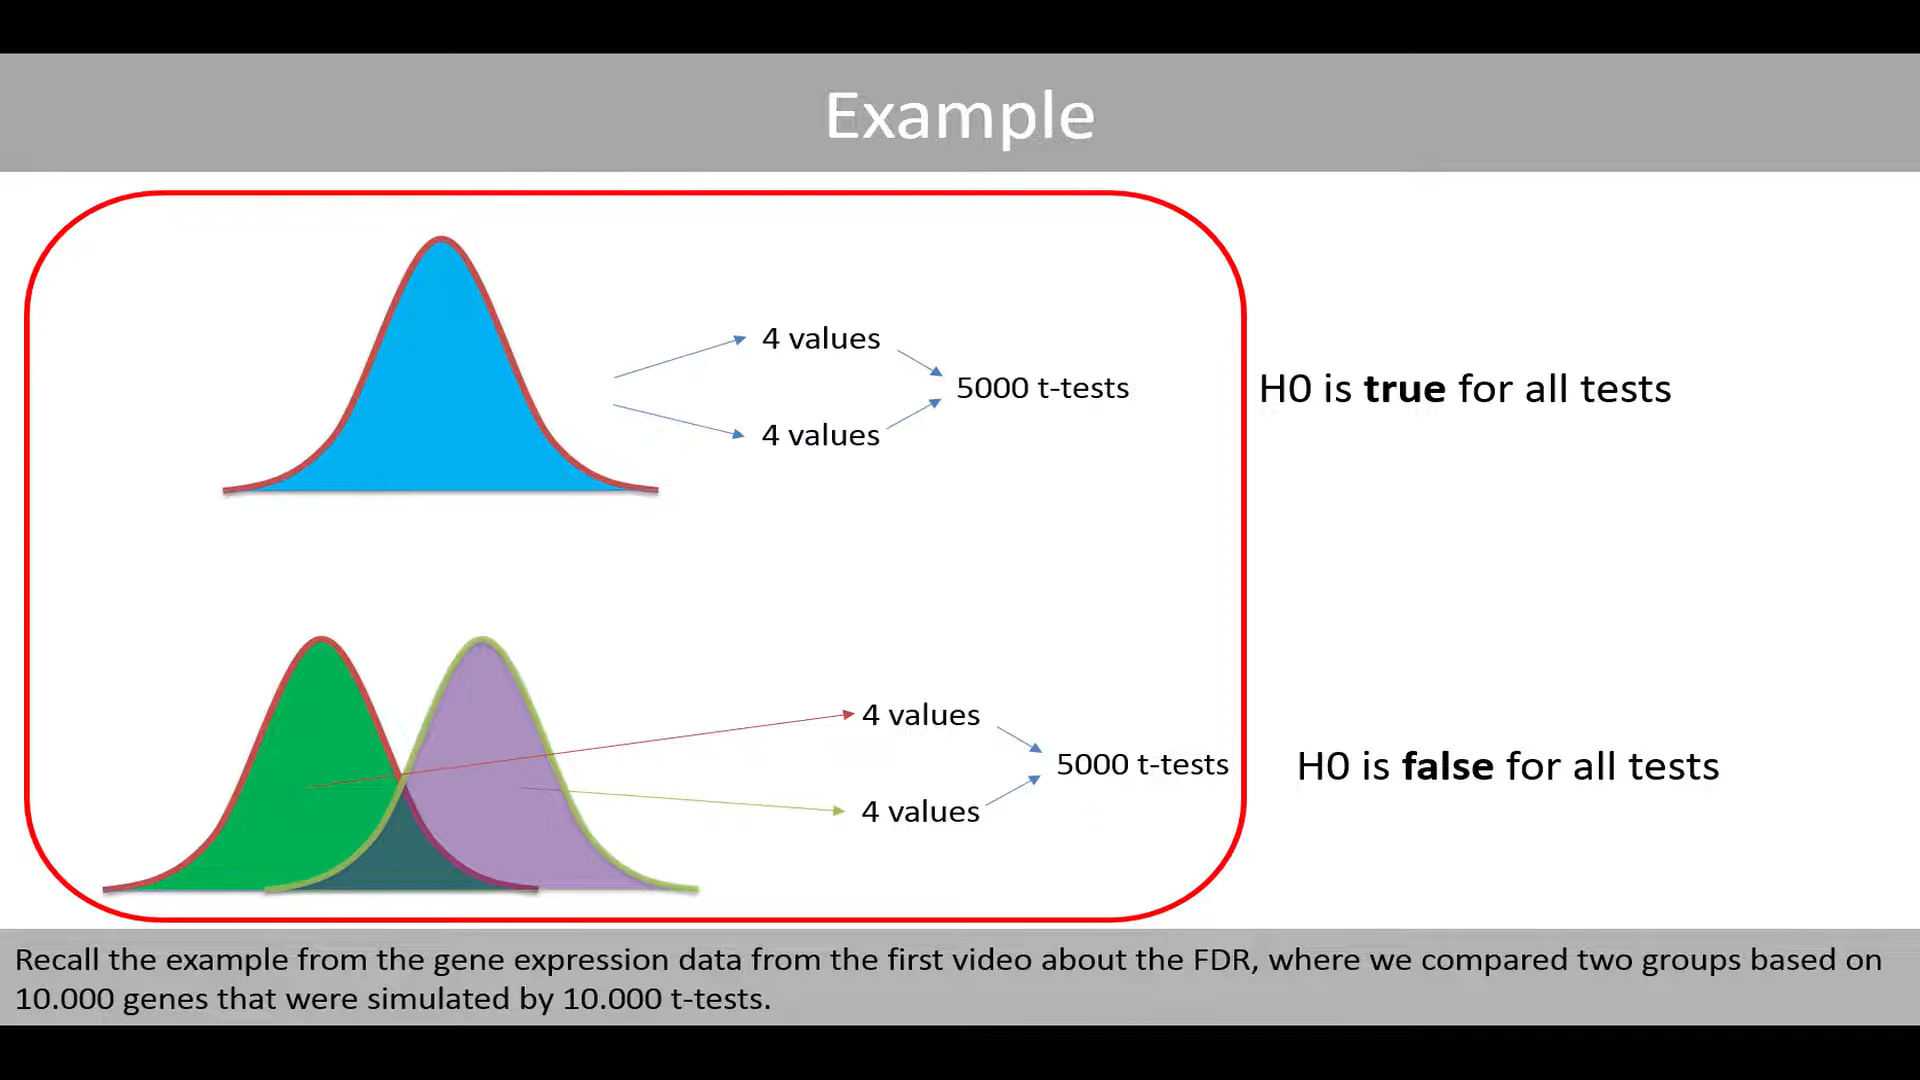 Example
4 values
5000 t-tests
4 values
H0 is true for all tests
4 values
5000 t-tests
4 values
H0 is false for all tests
Recall the example from the gene expression data from the first video about the FDR, where we compared two groups based on
10.000 genes that were simulated by 10.000 t-tests.